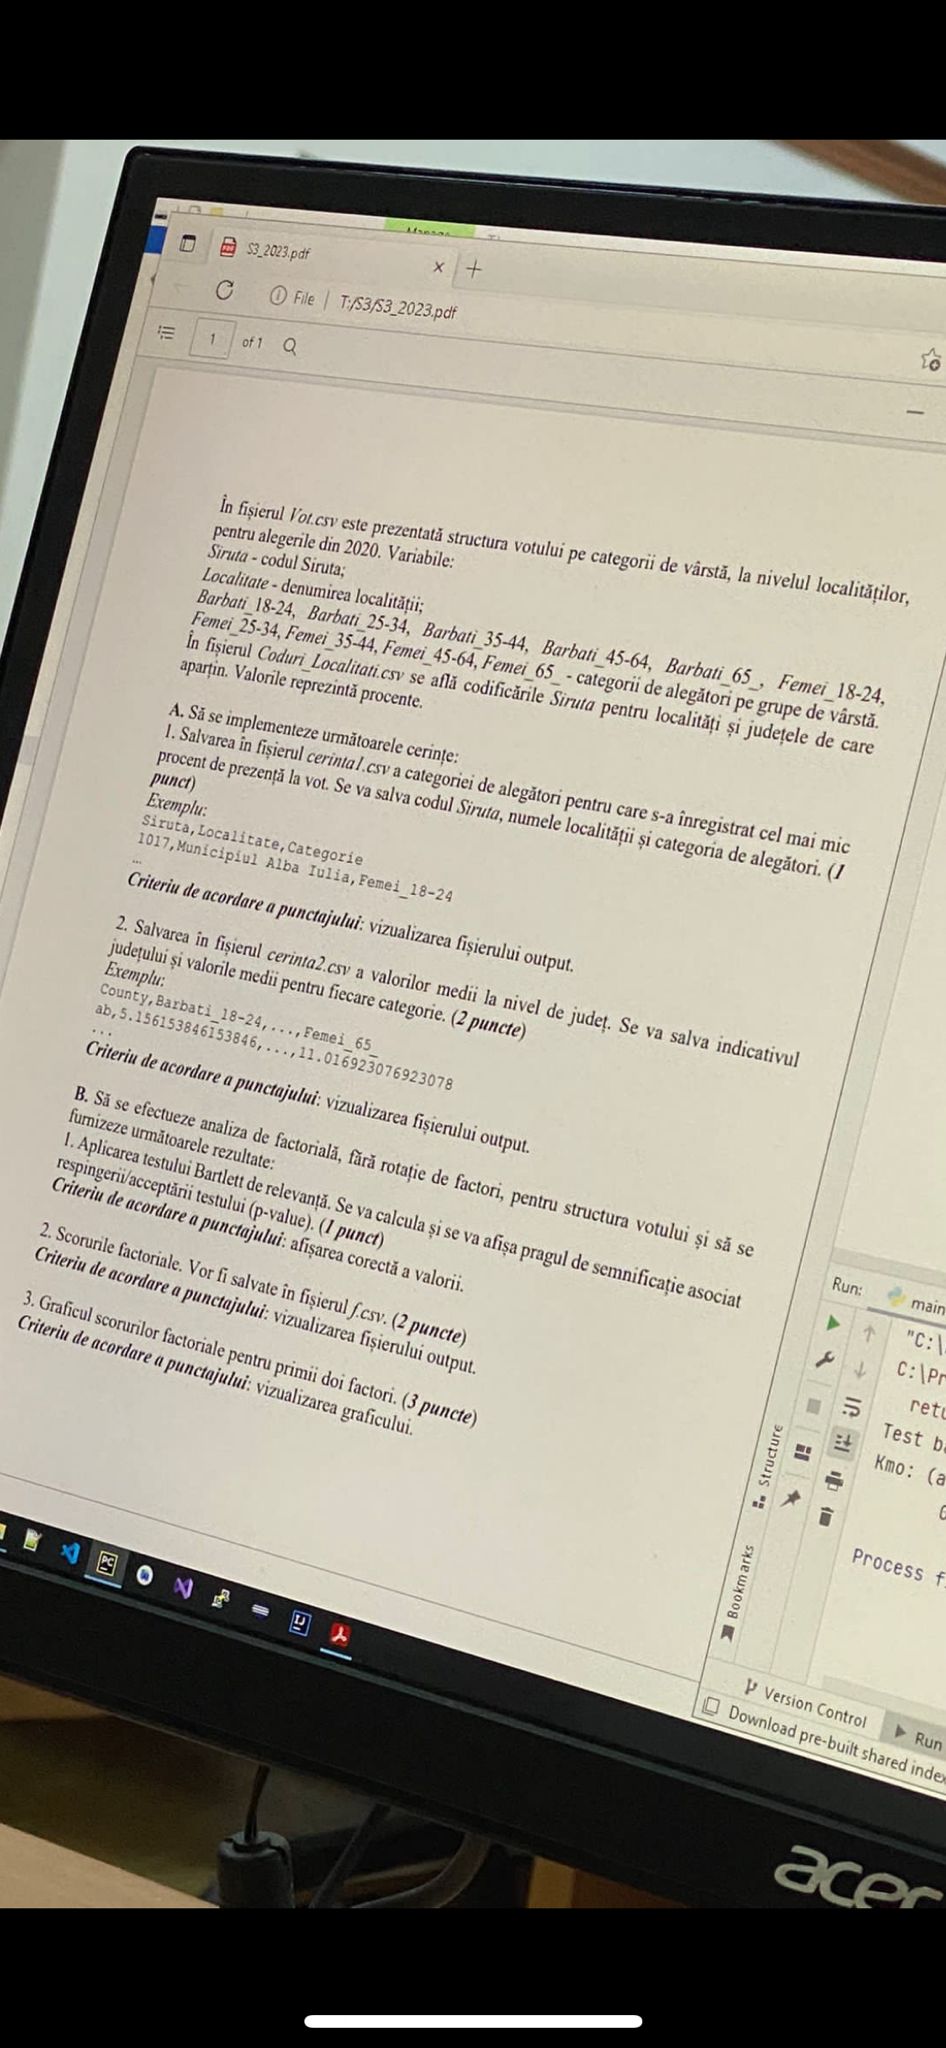 Manage
S3_2023.pdf
File | T:/S3/S3_2023.pdf
1 of 1
În fișierul Vot.csv este prezentată structura votului pe categorii de vârstă, la nivelul localităților,
pentru alegerile din 2020. Variabile:
Siruta - codul Siruta;
Localitate - denumirea localității;
Barbati_18-24, Barbati_25-34, Barbati_35-44, Barbati_45-64, Barbati_65_, Femei_18-24,
Femei_25-34, Femei_35-44, Femei_45-64, Femei_65_ - categorii de alegători pe grupe de vârstă.
În fișierul Coduri_Localitati.csv se află codificările Siruta pentru localități și județele de care
aparțin. Valorile reprezintă procente.
A. Să se implementeze următoarele cerințe:
1. Salvarea în fișierul cerinta1.csv a categoriei de alegători pentru care s-a înregistrat cel mai mic
procent de prezență la vot. Se va salva codul Siruta, numele localității și categoria de alegători. (1
punct)
Exemplu:
Siruta,Localitate,Categorie
1017,Municipiul Alba Iulia,Femei_18-24
...
Criteriu de acordare a punctajului: vizualizarea fișierului output.
2. Salvarea în fișierul cerinta2.csv a valorilor medii la nivel de județ. Se va salva indicativul
județului și valorile medii pentru fiecare categorie. (2 puncte)
Exemplu:
County,Barbati_18-24,...,Femei_65_
ab,5.156153846153846,...,11.016923076923078
...
Criteriu de acordare a punctajului: vizualizarea fișierului output.
B. Să se efectueze analiza de factorială, fără rotație de factori, pentru structura votului și să se
furnizeze următoarele rezultate:
1. Aplicarea testului Bartlett de relevanță. Se va calcula și se va afișa pragul de semnificație asociat
respingerii/acceptării testului (p-value). (1 punct)
Criteriu de acordare a punctajului: afișarea corectă a valorii.
2. Scorurile factoriale. Vor fi salvate în fișierul f.csv. (2 puncte)
Criteriu de acordare a punctajului: vizualizarea fișierului output.
3. Graficul scorurilor factoriale pentru primii doi factori. (3 puncte)
Criteriu de acordare a punctajului: vizualizarea graficului.
Run: main
"C:\
C:\Pr
retu
Test ba
Kmo: (a
Process f
Structure
Bookmarks
Version Control
Run
Download pre-built shared index
PC
IJ
acer